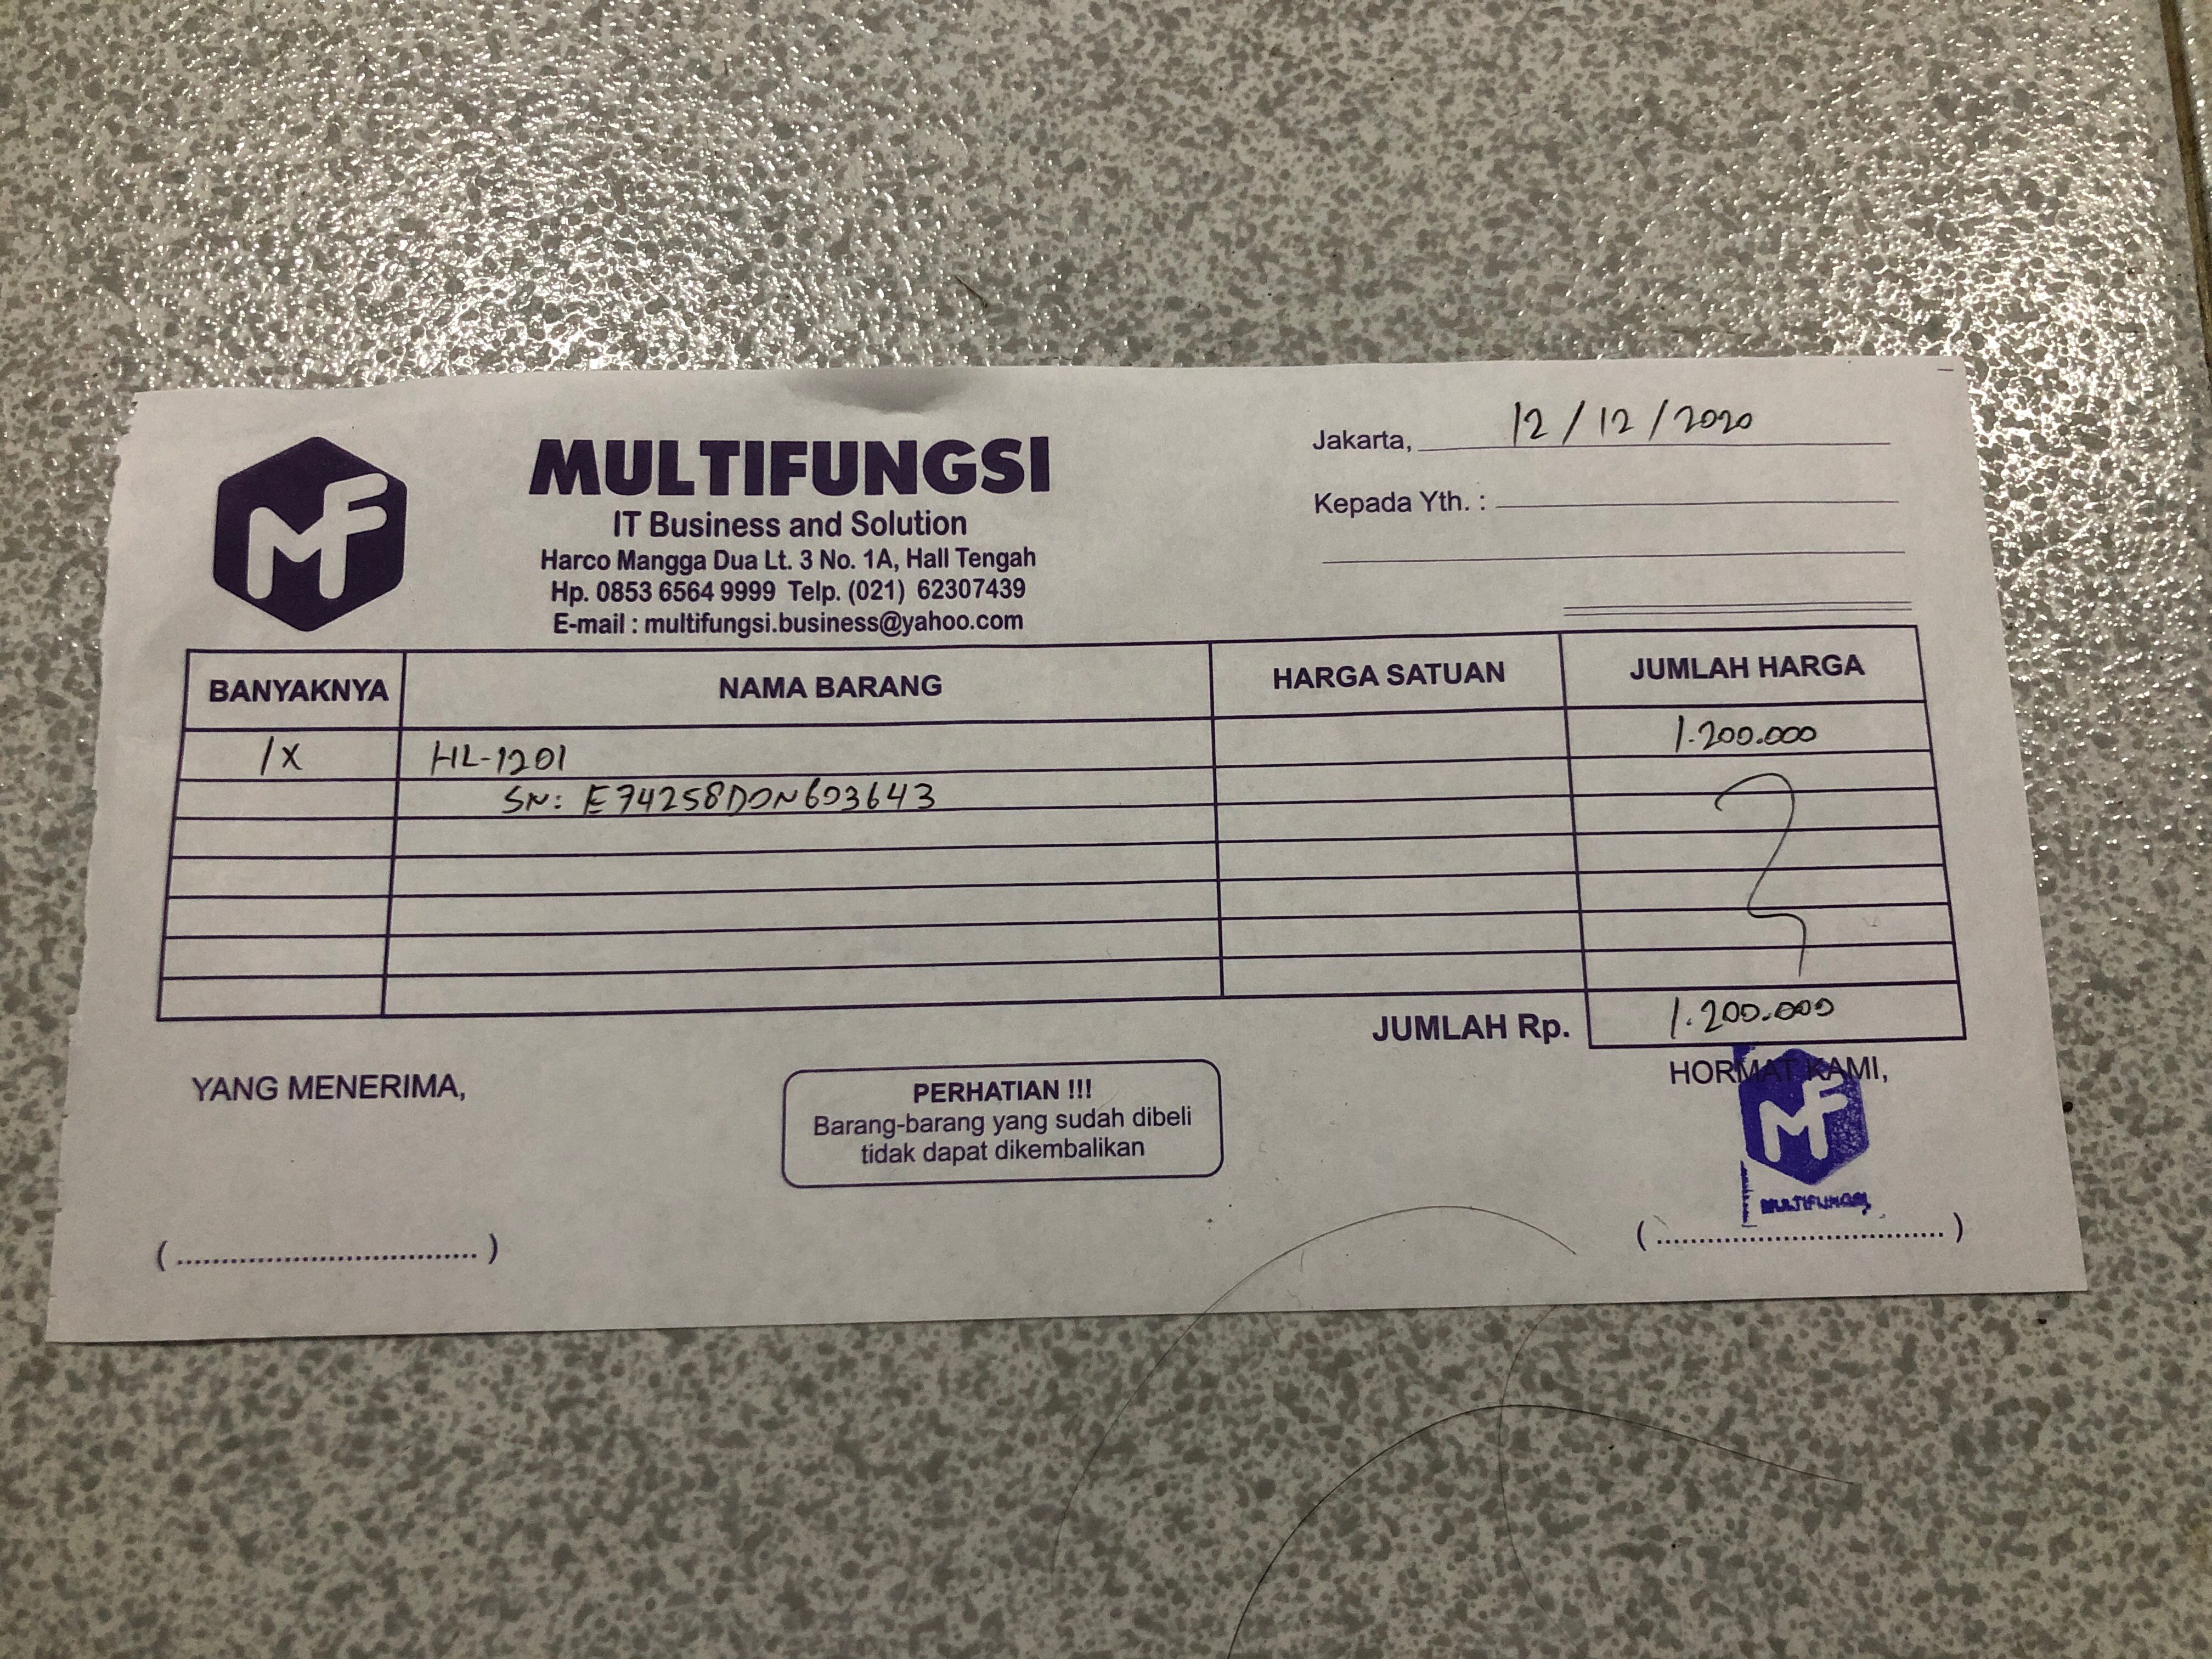 MF
MULTIFUNGSI
IT Business and Solution
Harco Mangga Dua Lt. 3 No. 1A, Hall Tengah
Hp. 0853 6564 9999 Telp. (021) 62307439
E-mail : multifungsi.business@yahoo.com
Jakarta, 12/12/2020
Kepada Yth. :
BANYAKNYA NAMA BARANG HARGA SATUAN JUMLAH HARGA
1X HL-1201 1.200.000
SN: E74258D0N603643
JUMLAH Rp. 1.200.000
YANG MENERIMA,
PERHATIAN !!!
Barang-barang yang sudah dibeli
tidak dapat dikembalikan
HORMAT KAMI,
MF
MULTIFUNGSI
(................................)
(................................)